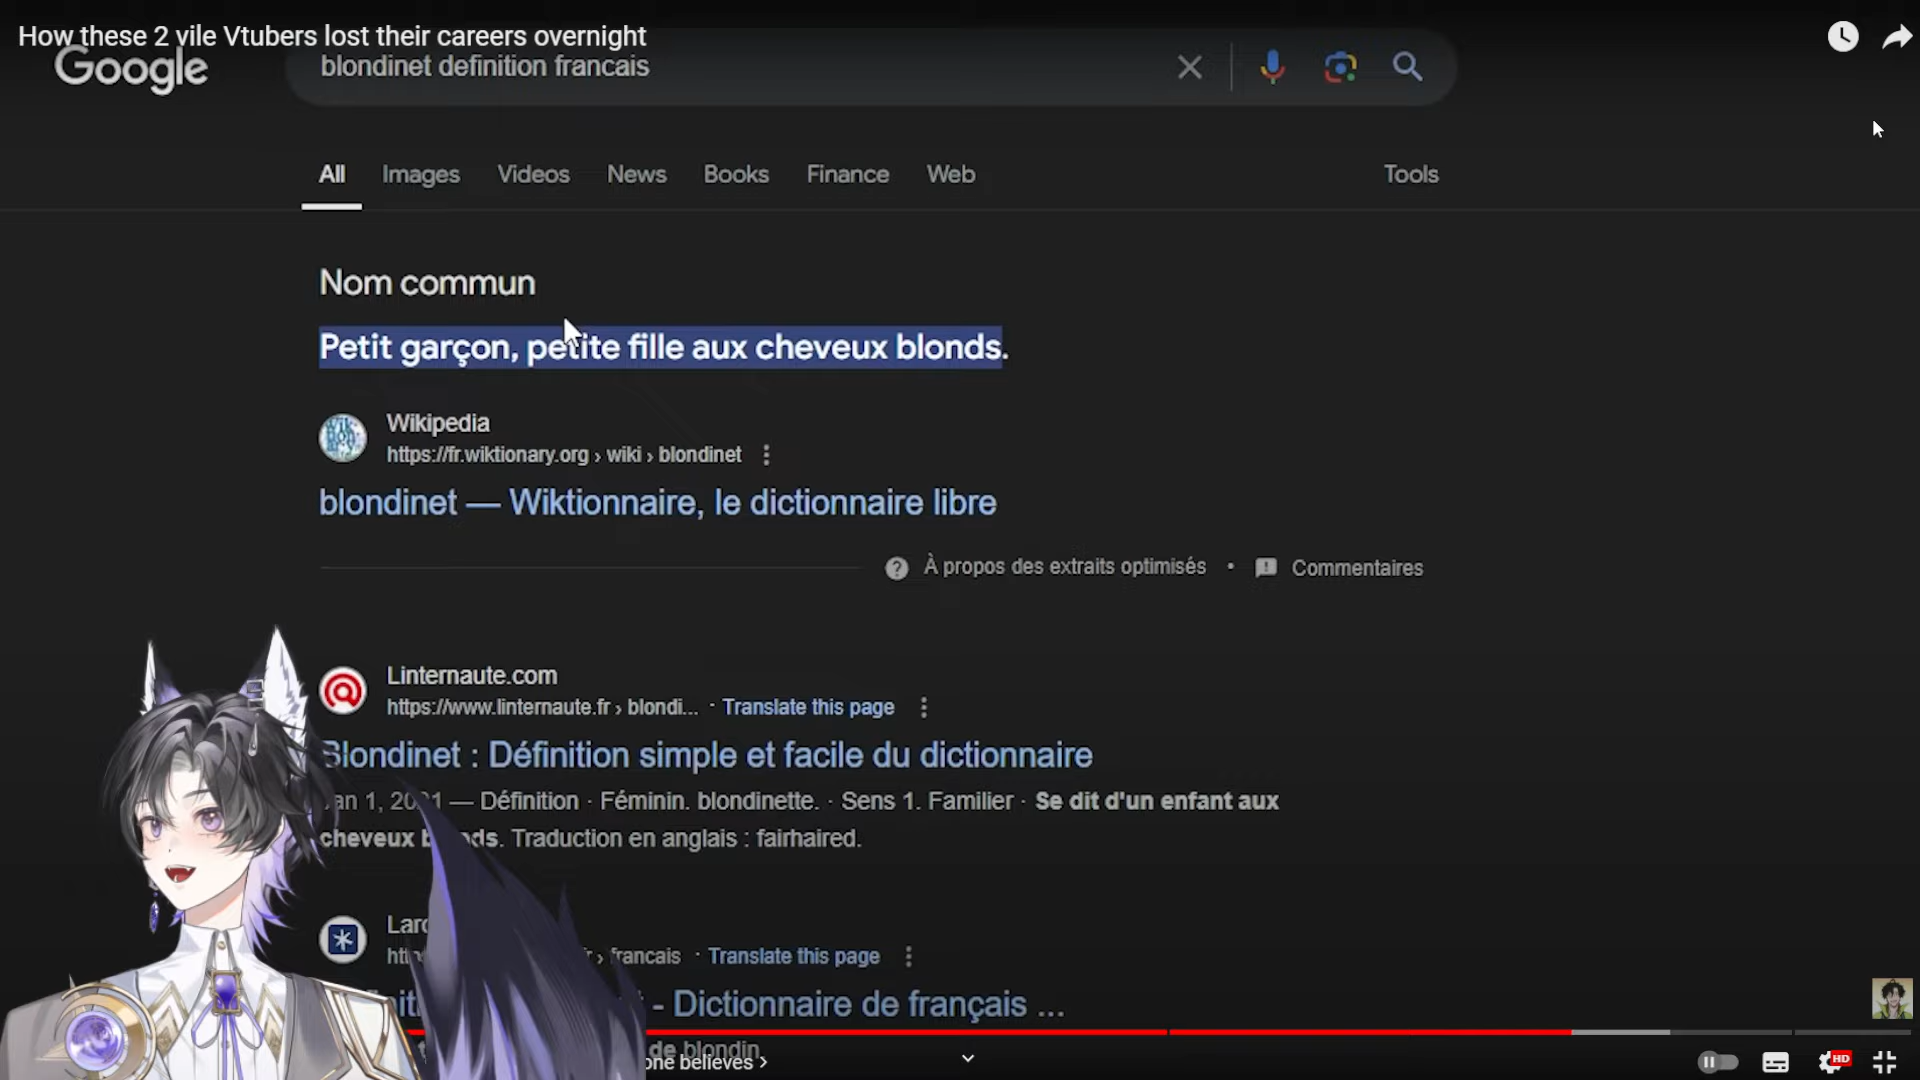 How these 2 vile Vtubers lost their careers overnight
Google
blondinet definition francais
All Images Videos News Books Finance Web Tools
Nom commun
Petit garçon, petite fille aux cheveux blonds.
Wikipedia
https://fr.wiktionary.org › wiki › blondinet
blondinet — Wiktionnaire, le dictionnaire libre
À propos des extraits optimisés • Commentaires
Linternaute.com
https://www.linternaute.fr › blondi... · Translate this page
Blondinet : Définition simple et facile du dictionnaire
Définition · Féminin. blondinette. · Sens 1. Familier · Se dit d'un enfant aux
cheveux Traduction en anglais : fairhaired.
› francais · Translate this page
- Dictionnaire de français ...
de blondin
believes ›
HD